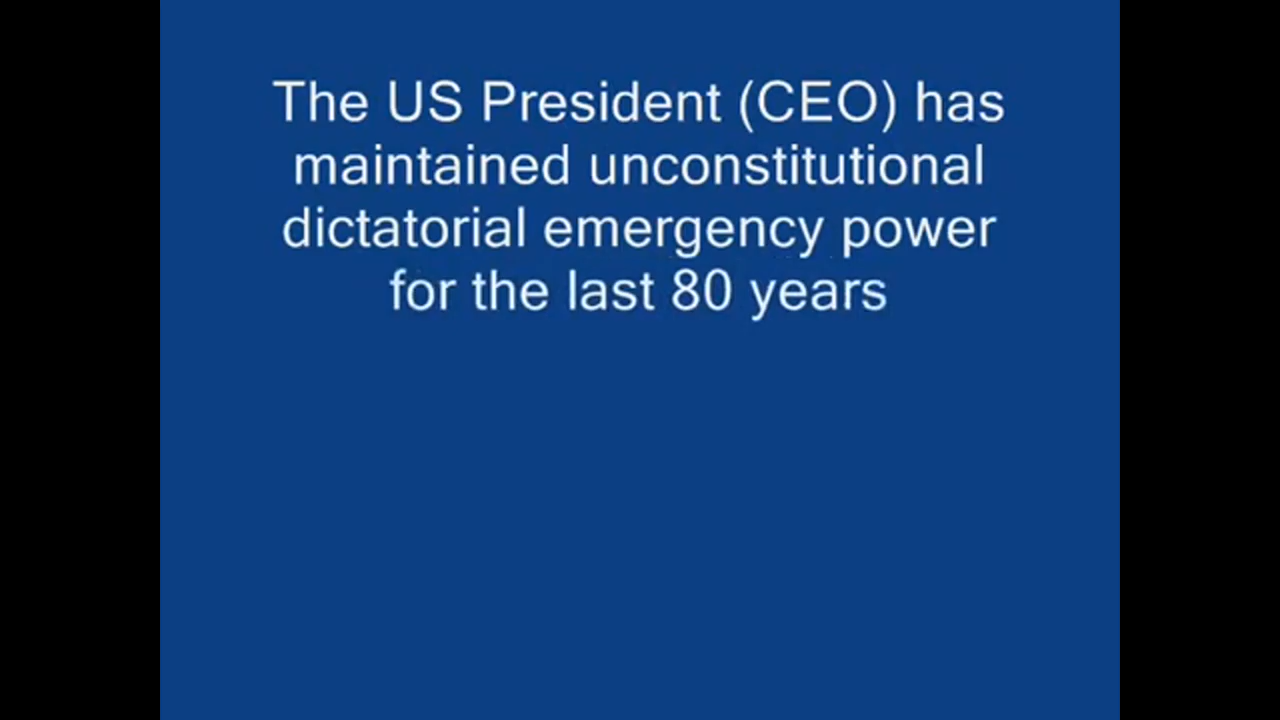 The US President (CEO) has
maintained unconstitutional
dictatorial emergency power
for the last 80 years